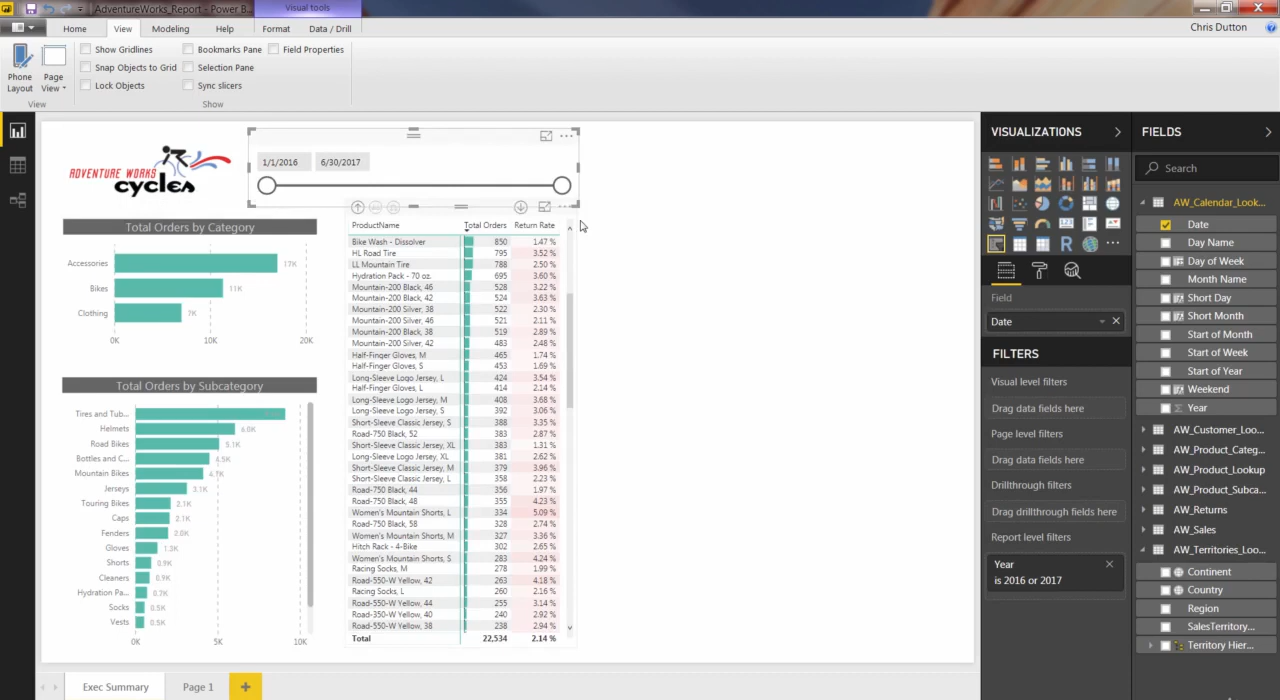 AdventureWorks_Report - Power B...
Visual tools
Home View Modeling Help Format Data / Drill
Chris Dutton
Show Gridlines Bookmarks Pane Field Properties
Snap Objects to Grid Selection Pane
Lock Objects Sync slicers
Phone Layout
Page View
View Show
ADVENTURE WORKS
cycles
1/1/2016 6/30/2017
Total Orders by Category
Accessories 17K
Bikes 11K
Clothing 7K
0K 10K 20K
Total Orders by Subcategory
Tires and Tub...
Helmets 6.0K
Road Bikes 5.1K
Bottles and C... 4.5K
Mountain Bikes 4.1K
Jerseys 3.1K
Touring Bikes 2.1K
Caps 2.1K
Fenders 2.0K
Gloves 1.3K
Shorts 0.9K
Cleaners 0.9K
Hydration Pa... 0.7K
Socks 0.5K
Vests 0.5K
0K 5K 10K
ProductName Total Orders Return Rate
Bike Wash - Dissolver 850 1.47 %
HL Road Tire 795 3.52 %
LL Mountain Tire 788 2.50 %
Hydration Pack - 70 oz. 695 3.60 %
Mountain-200 Black, 46 528 3.22 %
Mountain-200 Black, 42 524 3.63 %
Mountain-200 Silver, 38 522 2.30 %
Mountain-200 Silver, 46 521 2.11 %
Mountain-200 Black, 38 519 2.89 %
Mountain-200 Silver, 42 483 2.48 %
Half-Finger Gloves, M 465 1.74 %
Half-Finger Gloves, S 453 1.69 %
Long-Sleeve Logo Jersey, L 424 3.54 %
Half-Finger Gloves, L 414 2.14 %
Long-Sleeve Logo Jersey, M 408 3.68 %
Long-Sleeve Logo Jersey, S 392 3.06 %
Short-Sleeve Classic Jersey, S 388 3.35 %
Road-750 Black, 52 383 2.87 %
Short-Sleeve Classic Jersey, XL 383 1.31 %
Long-Sleeve Logo Jersey, XL 381 2.62 %
Short-Sleeve Classic Jersey, M 379 3.96 %
Short-Sleeve Classic Jersey, L 358 2.23 %
Road-750 Black, 44 356 1.97 %
Road-750 Black, 48 355 4.23 %
Women's Mountain Shorts, L 334 5.09 %
Road-750 Black, 58 328 2.74 %
Women's Mountain Shorts, M 327 3.36 %
Hitch Rack - 4-Bike 302 2.65 %
Women's Mountain Shorts, S 283 4.24 %
Racing Socks, M 278 1.99 %
Road-550-W Yellow, 42 263 4.18 %
Racing Socks, L 260 2.16 %
Road-550-W Yellow, 44 255 3.14 %
Road-350-W Yellow, 40 240 2.92 %
Road-550-W Yellow, 38 238 2.94 %
Total 22,534 2.14 %
VISUALIZATIONS
R
Field
Date
FILTERS
Visual level filters
Drag data fields here
Page level filters
Drag data fields here
Drillthrough filters
Drag drillthrough fields here
Report level filters
Year
is 2016 or 2017
FIELDS
Search
AW_Calendar_Look...
Date
Day Name
Day of Week
Month Name
Short Day
Short Month
Start of Month
Start of Week
Start of Year
Weekend
Year
AW_Customer_Loo...
AW_Product_Categ...
AW_Product_Lookup
AW_Product_Subca...
AW_Returns
AW_Sales
AW_Territories_Loo...
Continent
Country
Region
SalesTerritory...
Territory Hier...
Exec Summary Page 1